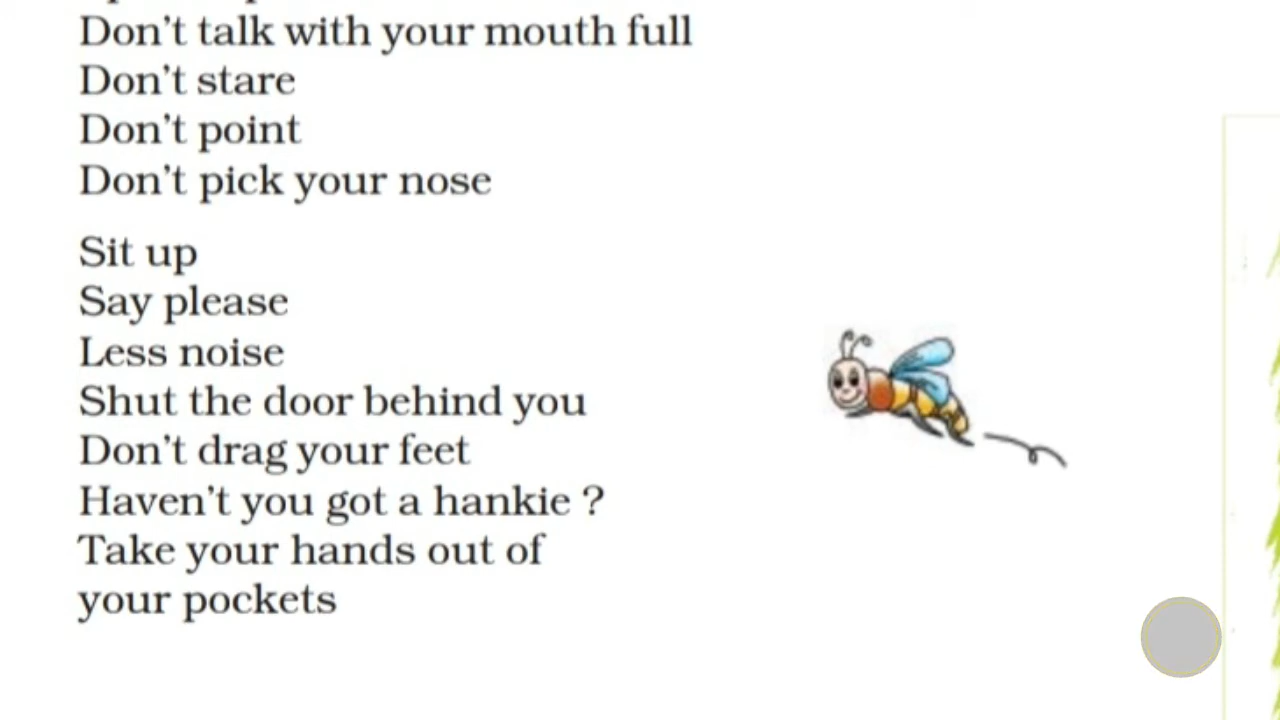 Don't talk with your mouth full
Don't stare
Don't point
Don't pick your nose
Sit up
Say please
Less noise
Shut the door behind you
Don't drag your feet
Haven't you got a hankie ?
Take your hands out of
your pockets